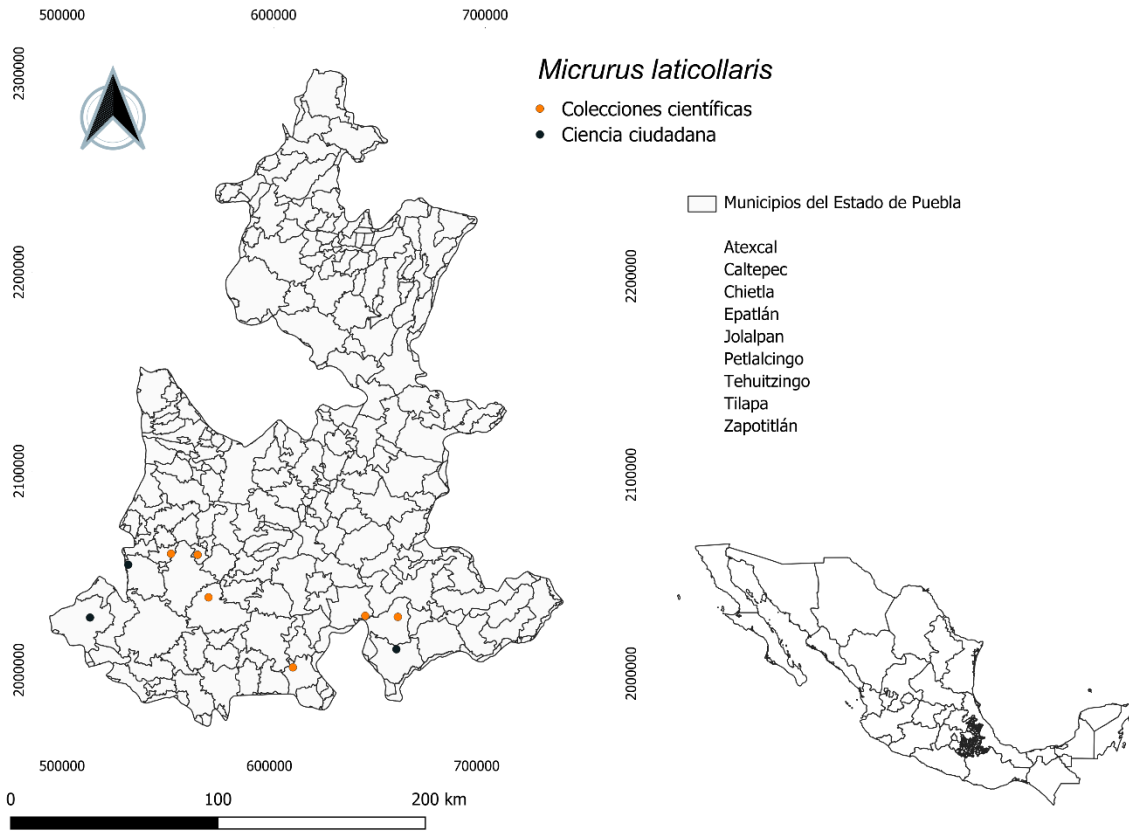 500000 600000 700000
2300000
Micrurus laticollaris
Colecciones científicas
Ciencia ciudadana
Municipios del Estado de Puebla
2200000 2200000
Atexcal
Caltepec
Chietla
Epatlán
Jolalpan
Petlalcingo
Tehuitzingo
Tilapa
Zapotitlán
2100000 2100000
2000000 2000000
500000 600000 700000
0 100 200 km